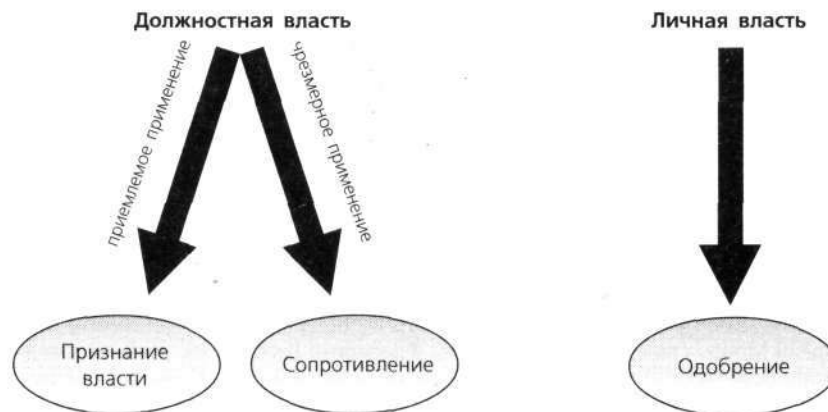 Должностная власть
Личная власть
приемлемое применение
чрезмерное применение
Признание
власти
Сопротивление
Одобрение